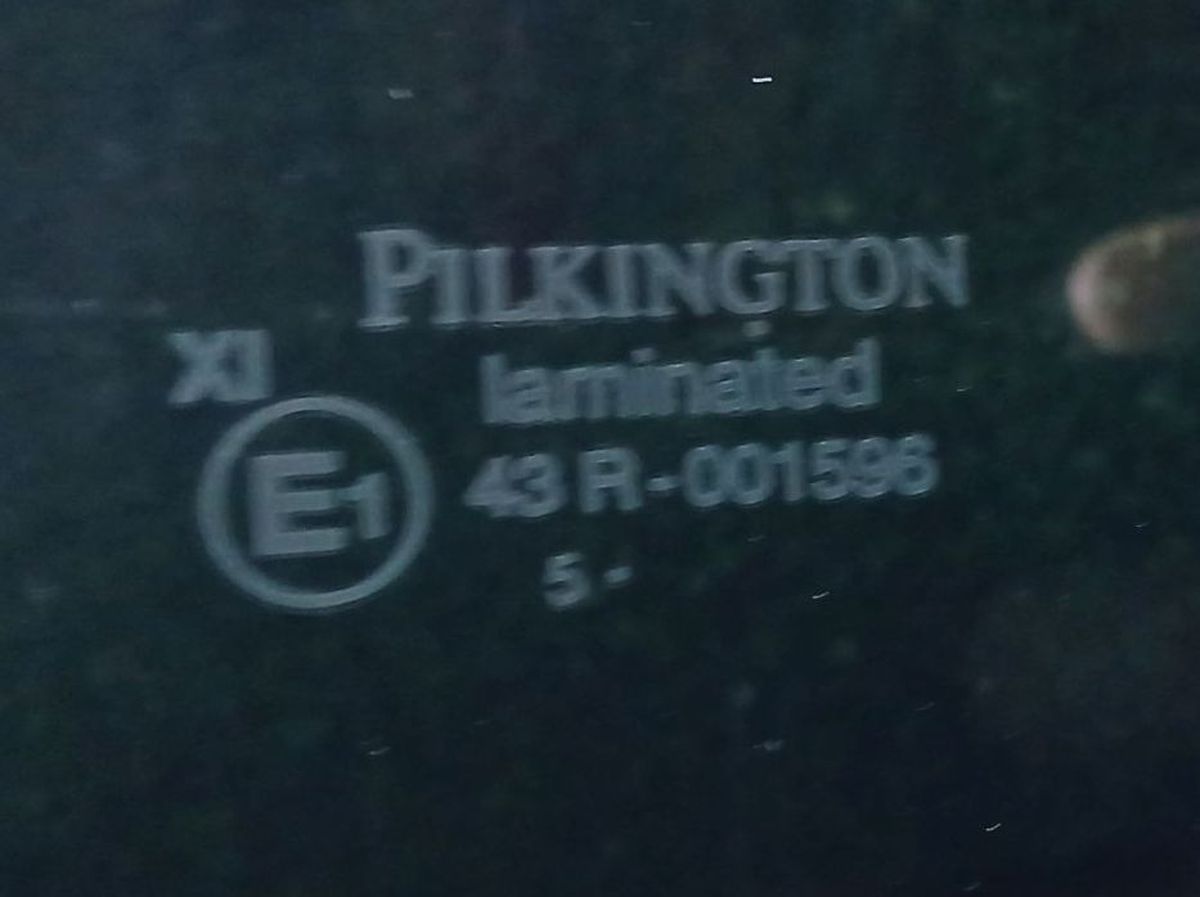 PILKINGTON
XI
laminated
E1
43 R-001596
5 -